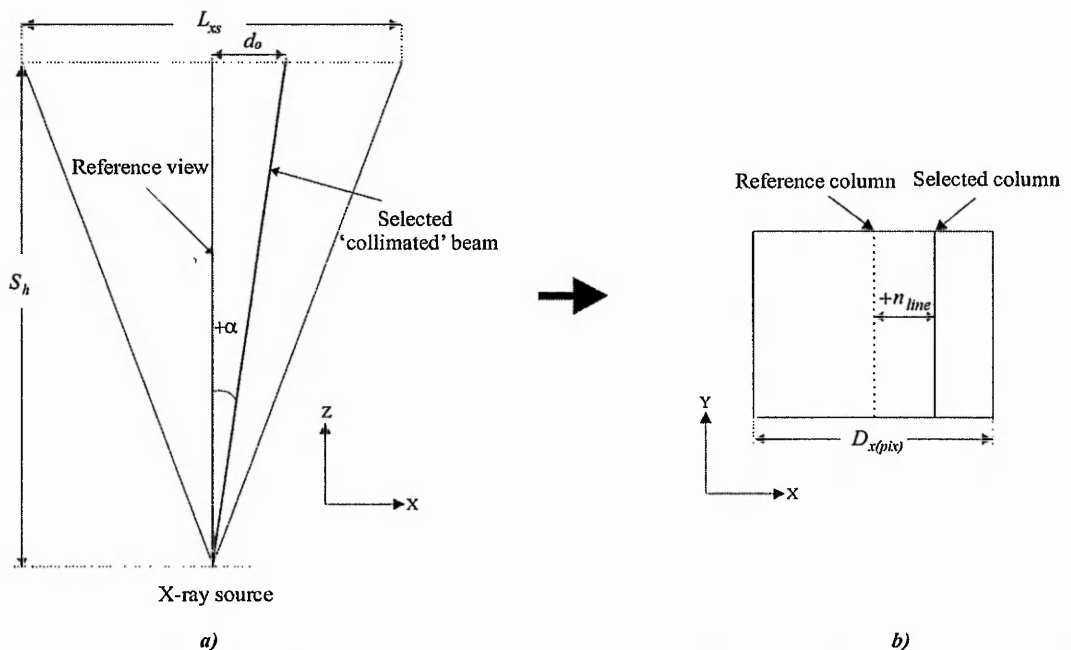 L_xs
d_o
Reference view
Selected
‘collimated’ beam
S_h
+α
Z
X
X-ray source
a)
Reference column
Selected column
+n_line
Y
D_x(pix)
X
b)